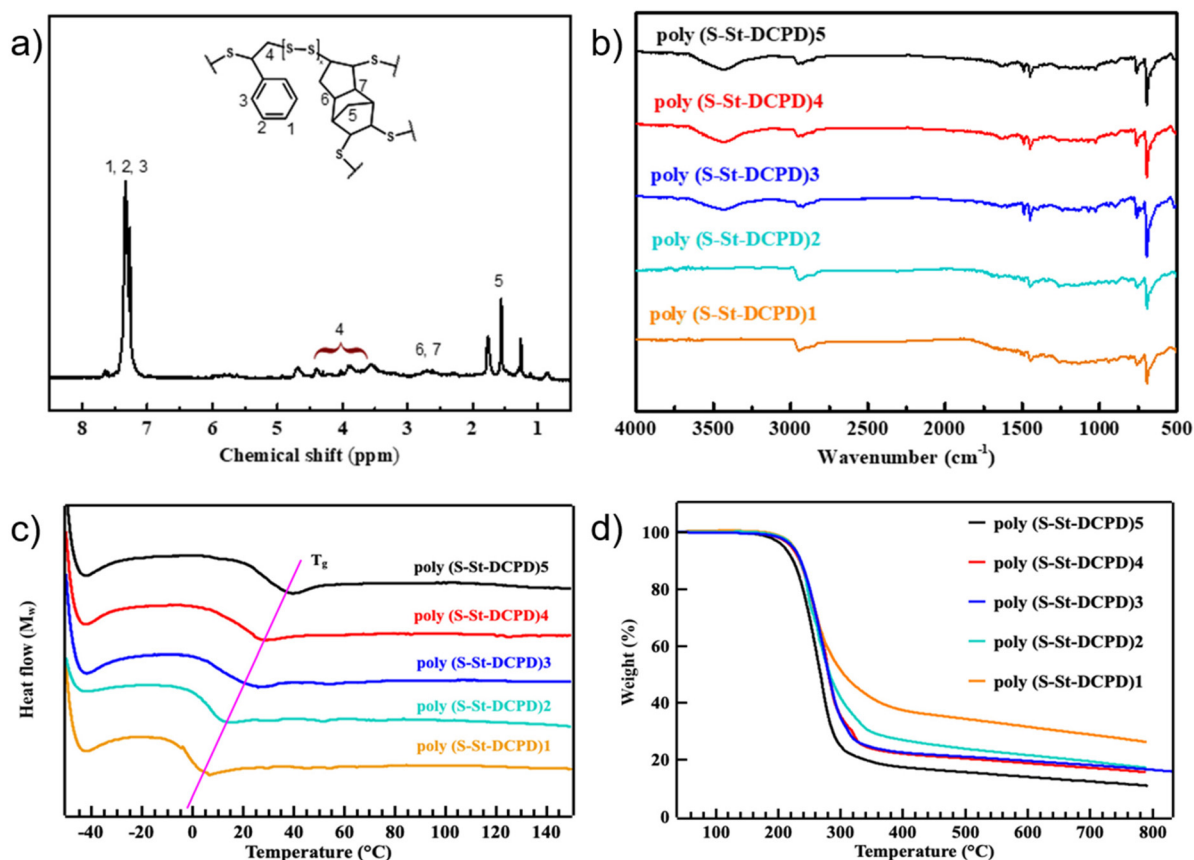 a)
S
4
S-S
x
S
3
2
1
6
7
5
S
S
1, 2, 3
4
6, 7
5
8
7
6
5
4
3
2
1
Chemical shift (ppm)
b)
poly (S-St-DCPD)5
poly (S-St-DCPD)4
poly (S-St-DCPD)3
poly (S-St-DCPD)2
poly (S-St-DCPD)1
4000
3500
3000
2500
2000
1500
1000
500
Wavenumber (cm-1)
c)
Heat flow (Mw)
Tg
poly (S-St-DCPD)5
poly (S-St-DCPD)4
poly (S-St-DCPD)3
poly (S-St-DCPD)2
poly (S-St-DCPD)1
-40
-20
0
20
40
60
80
100
120
140
Temperature (°C)
d)
Weight (%)
100
80
60
40
20
0
poly (S-St-DCPD)5
poly (S-St-DCPD)4
poly (S-St-DCPD)3
poly (S-St-DCPD)2
poly (S-St-DCPD)1
100
200
300
400
500
600
700
800
Temperature (°C)